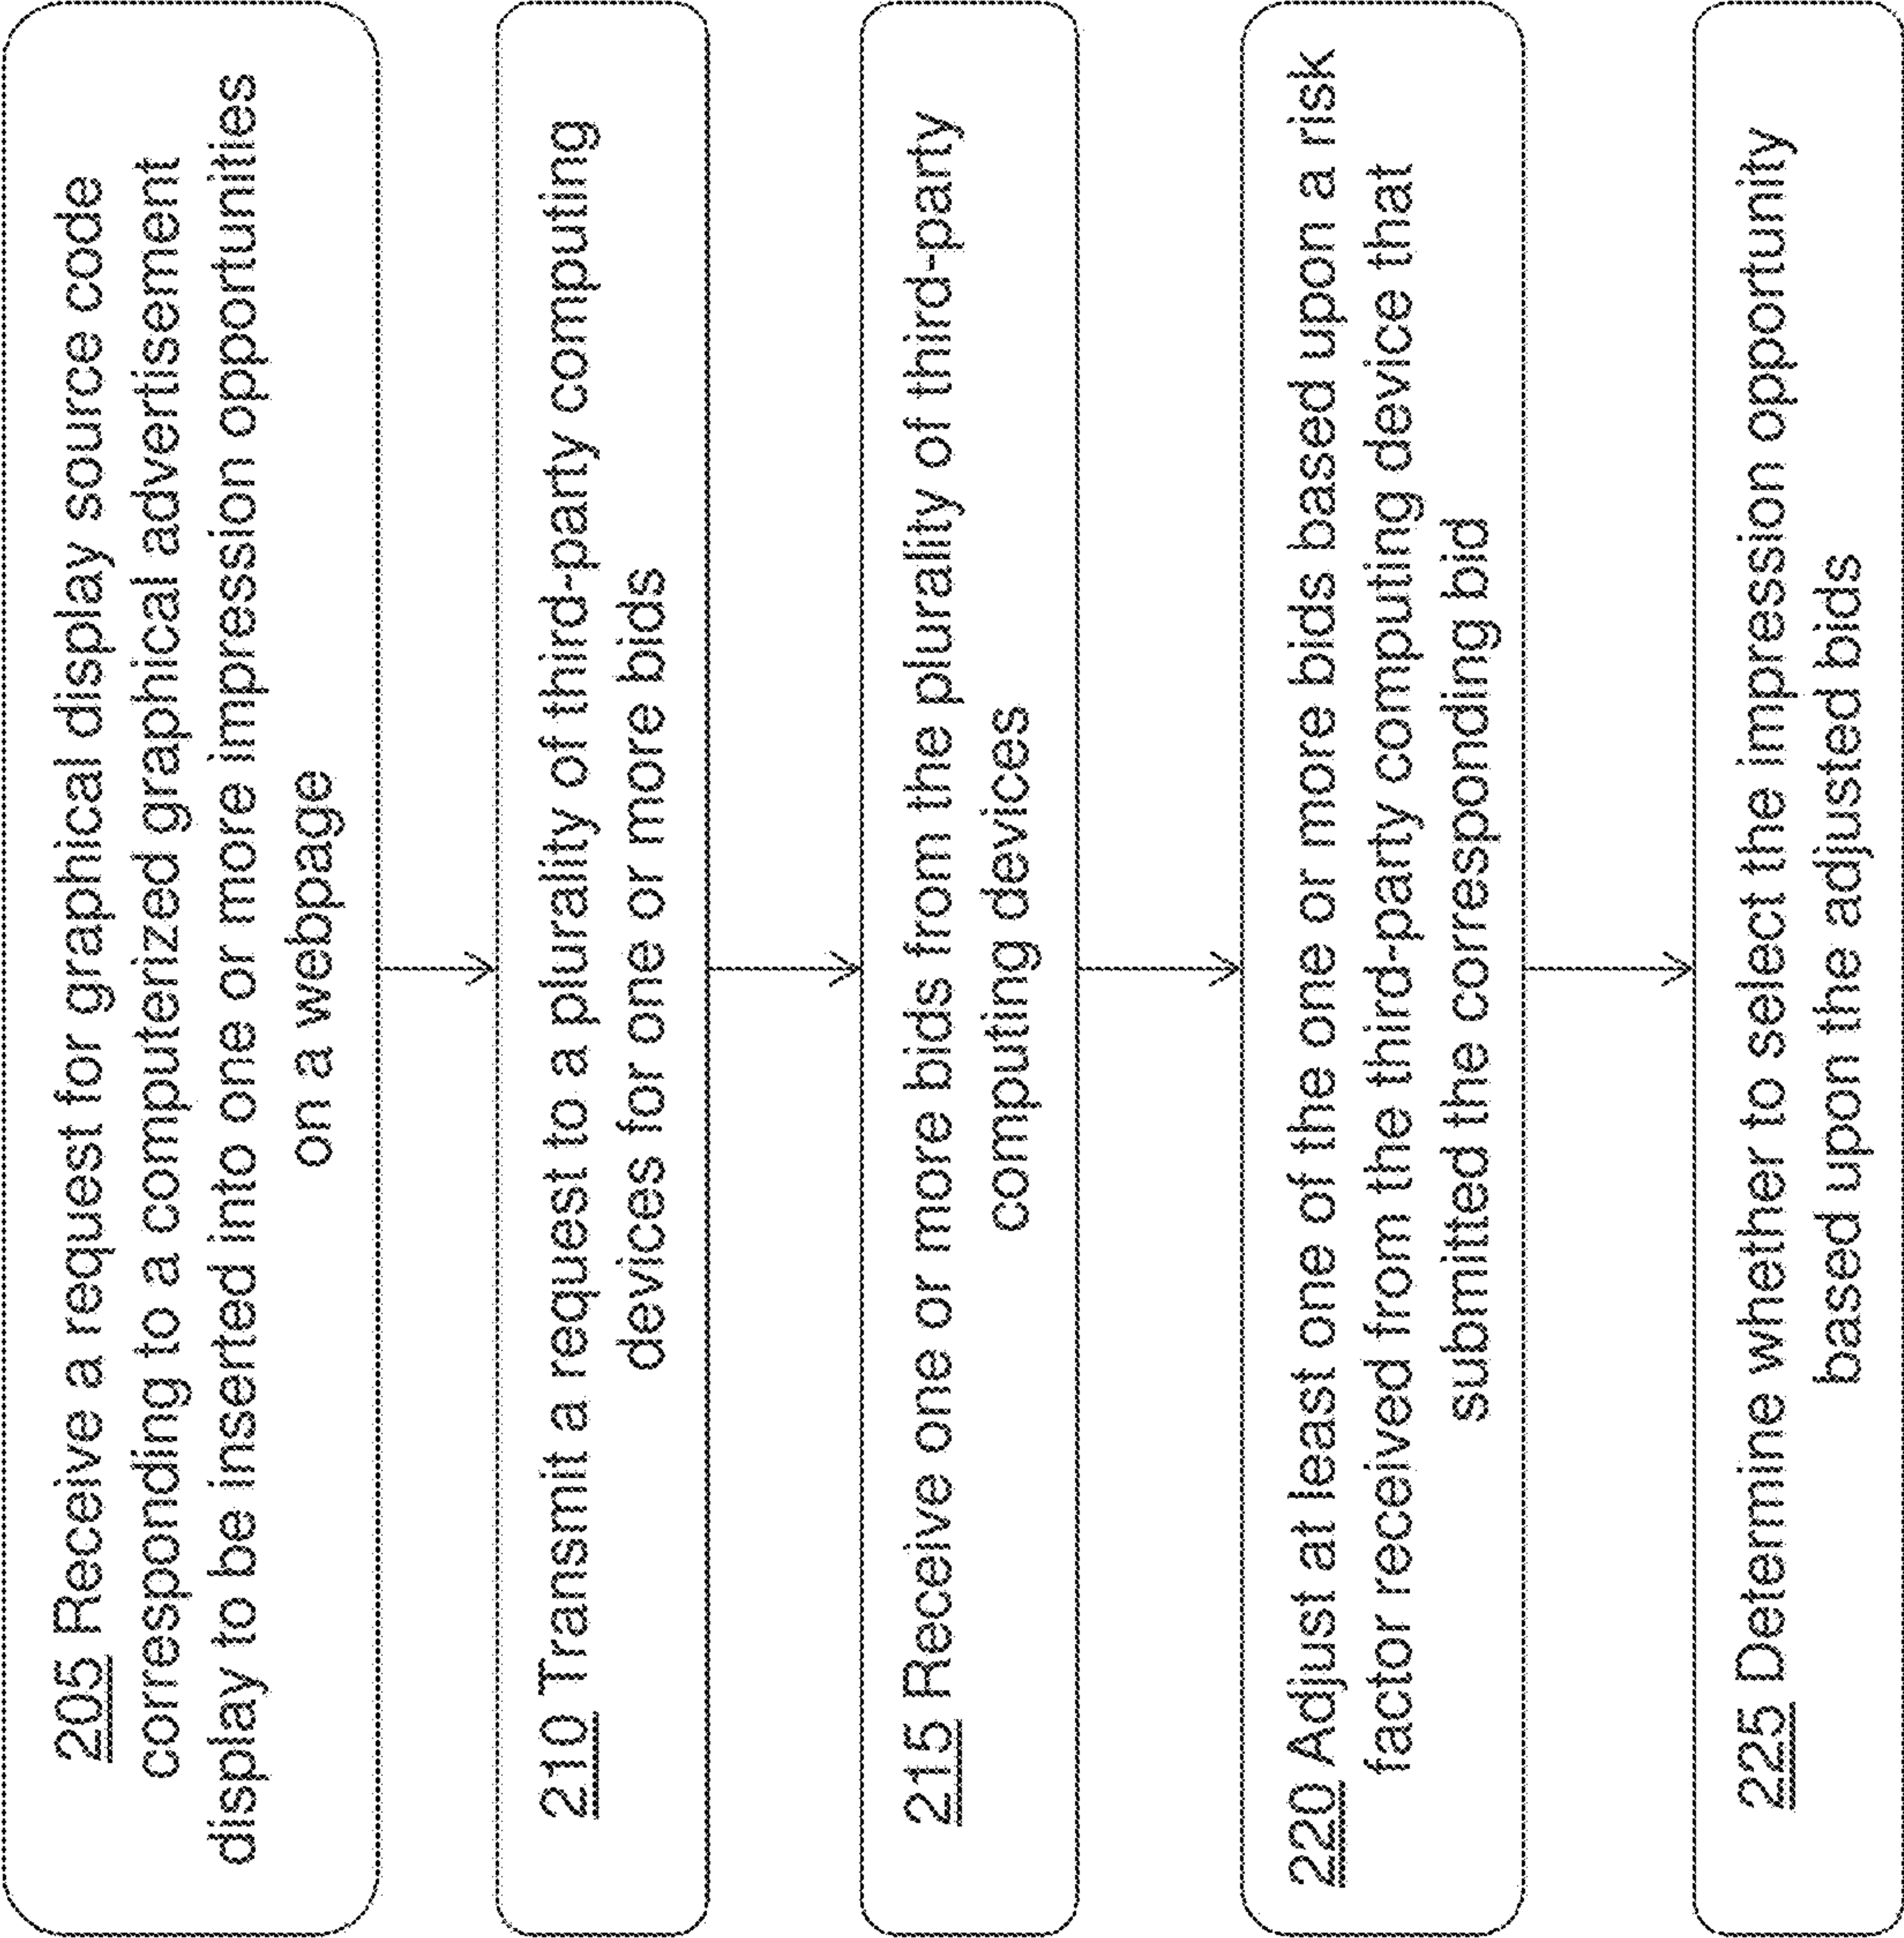 205 Receive a request for graphical display source code
corresponding to a computerized graphical advertisement
display to be inserted into one or more impression opportunities
on a webpage
210 Transmit a request to a plurality of third-party computing
devices for one or more bids
215 Receive one or more bids from the plurality of third-party
computing devices
220 Adjust at least one of the one or more bids based upon a risk
factor received from the third-party computing device that
submitted the corresponding bid
225 Determine whether to select the impression opportunity
based upon the adjusted bids